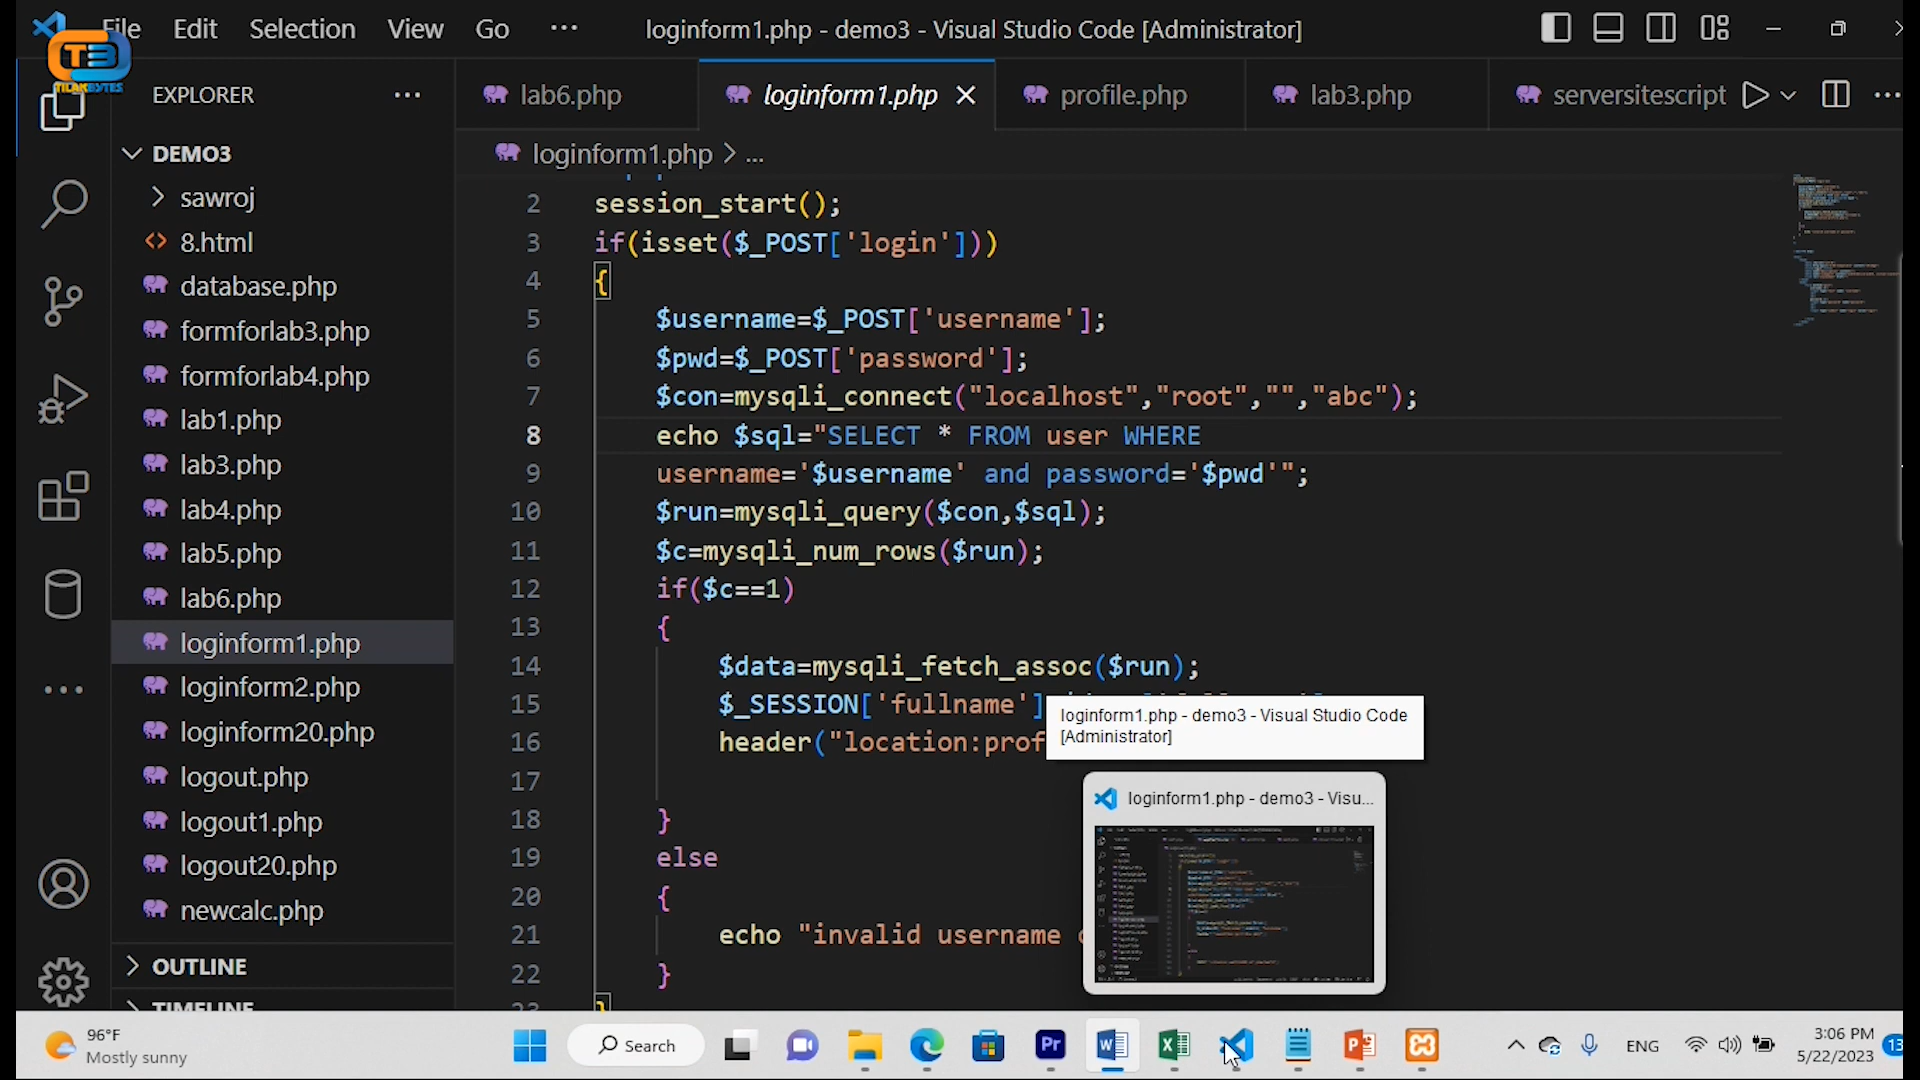 File Edit Selection View Go ··· loginform1.php - demo3 - Visual Studio Code [Administrator]
T3
TILAKBYTES
EXPLORER ···
lab6.php loginform1.php profile.php lab3.php serversitescript
DEMO3
loginform1.php > ...
sawroj
8.html
database.php
formforlab3.php
formforlab4.php
lab1.php
lab3.php
lab4.php
lab5.php
lab6.php
loginform1.php
loginform2.php
loginform20.php
logout.php
logout1.php
logout20.php
newcalc.php
OUTLINE
TIMELINE
2 session_start();
3 if(isset($_POST['login']))
4 {
5 $username=$_POST['username'];
6 $pwd=$_POST['password'];
7 $con=mysqli_connect("localhost","root","","abc");
8 echo $sql="SELECT * FROM user WHERE
9 username='$username' and password='$pwd'";
10 $run=mysqli_query($con,$sql);
11 $c=mysqli_num_rows($run);
12 if($c==1)
13 {
14 $data=mysqli_fetch_assoc($run);
15 $_SESSION['fullname']
16 header("location:prof
17
18 }
19 else
20 {
21 echo "invalid username
22 }
23 }
loginform1.php - demo3 - Visual Studio Code
[Administrator]
loginform1.php - demo3 - Visu...
96°F
Mostly sunny
Search
ENG
3:06 PM
5/22/2023
13